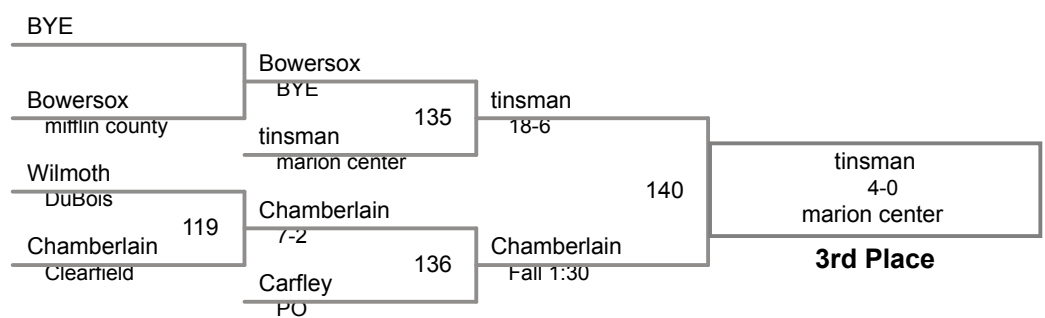 BYE
Bowersox
mifflin county
Wilmoth
DuBois
119
Chamberlain
Clearfield
Bowersox
BYE
135
tinsman
marion center
Chamberlain
7-2
136
Carfley
PO
tinsman
18-6
140
Chamberlain
Fall 1:30
tinsman
4-0
marion center
3rd Place